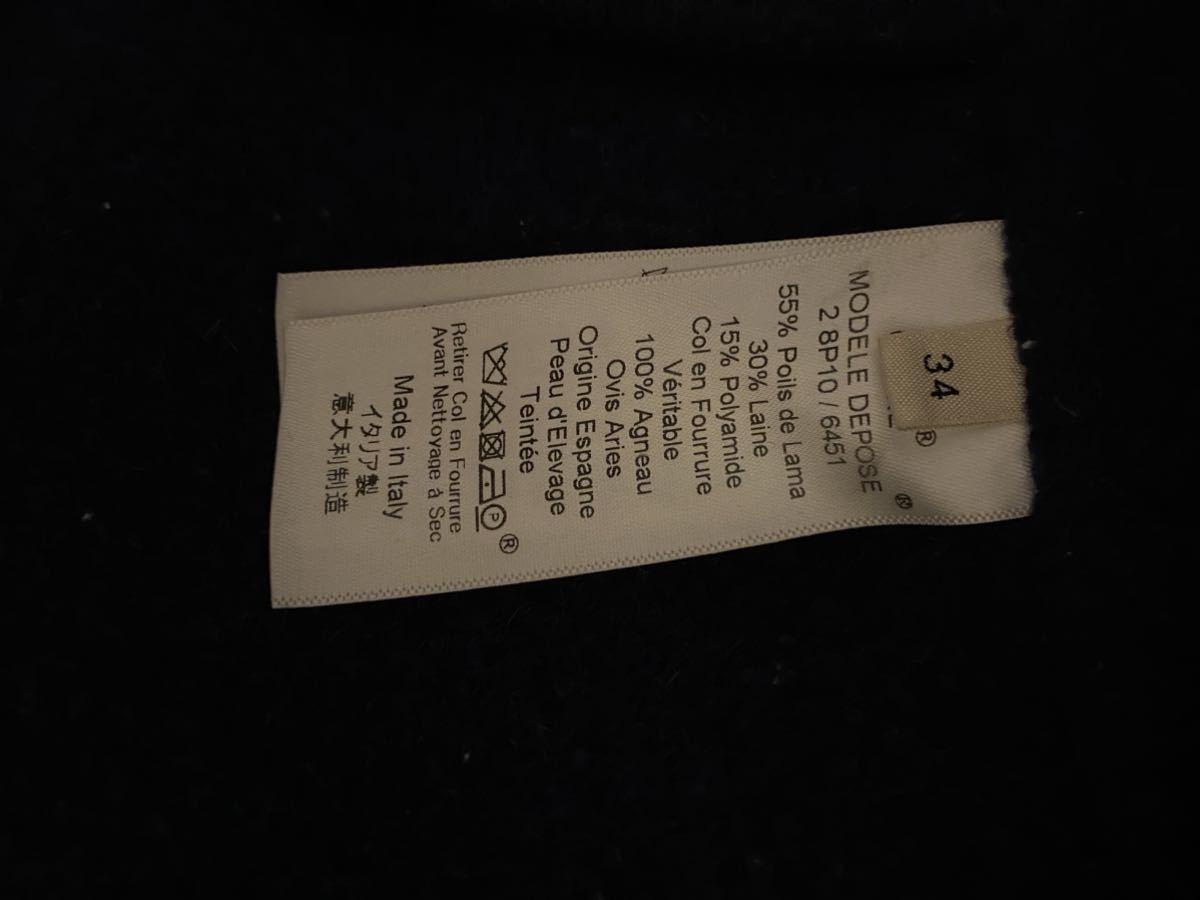 34
®
MODELE DEPOSE ®
2 8P10 / 6451
55% Poils de Lama
30% Laine
15% Polyamide
Col en Fourrure
Véritable
100% Agneau
Ovis Aries
Origine Espagne
Peau d'Elevage
Teintée
P ®
Retirer Col en Fourrure
Avant Nettoyage à Sec
Made in Italy
イタリア製
意大利制造